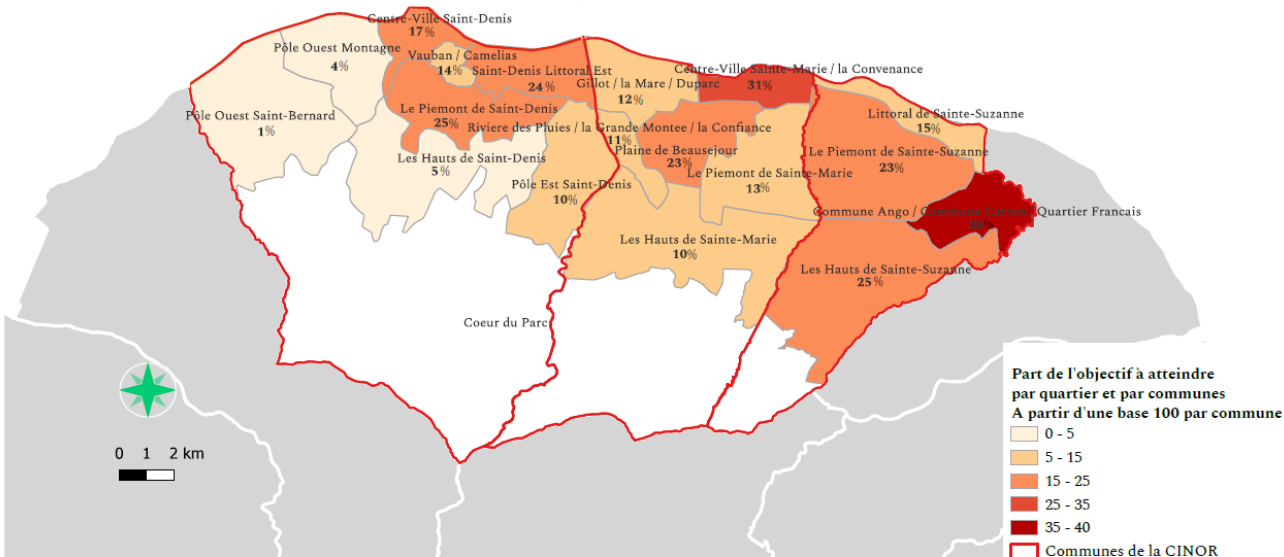 Centre-Ville Saint-Denis
17%
Pôle Ouest Montagne
4%
Vauban / Camelias
14%
Saint-Denis Littoral Est
24%
Centre-Ville Sainte-Marie / la Convenance
31%
Gillot / la Mare / Duparc
12%
Pôle Ouest Saint-Bernard
1%
Le Piemont de Saint-Denis
25%
Littoral de Sainte-Suzanne
15%
Riviere des Pluies / la Grande Montee / la Confiance
11%
Plaine de Beausejour
23%
Le Piemont de Sainte-Suzanne
23%
Les Hauts de Saint-Denis
5%
Le Piemont de Sainte-Marie
13%
Pôle Est Saint-Denis
10%
Commune Ango / Commune / Quartier Francais
Les Hauts de Sainte-Marie
10%
Les Hauts de Sainte-Suzanne
25%
Coeur du Parc
0 1 2 km
Part de l'objectif à atteindre
par quartier et par communes
A partir d'une base 100 par commune
0 - 5
5 - 15
15 - 25
25 - 35
35 - 40
Communes de la CINOR